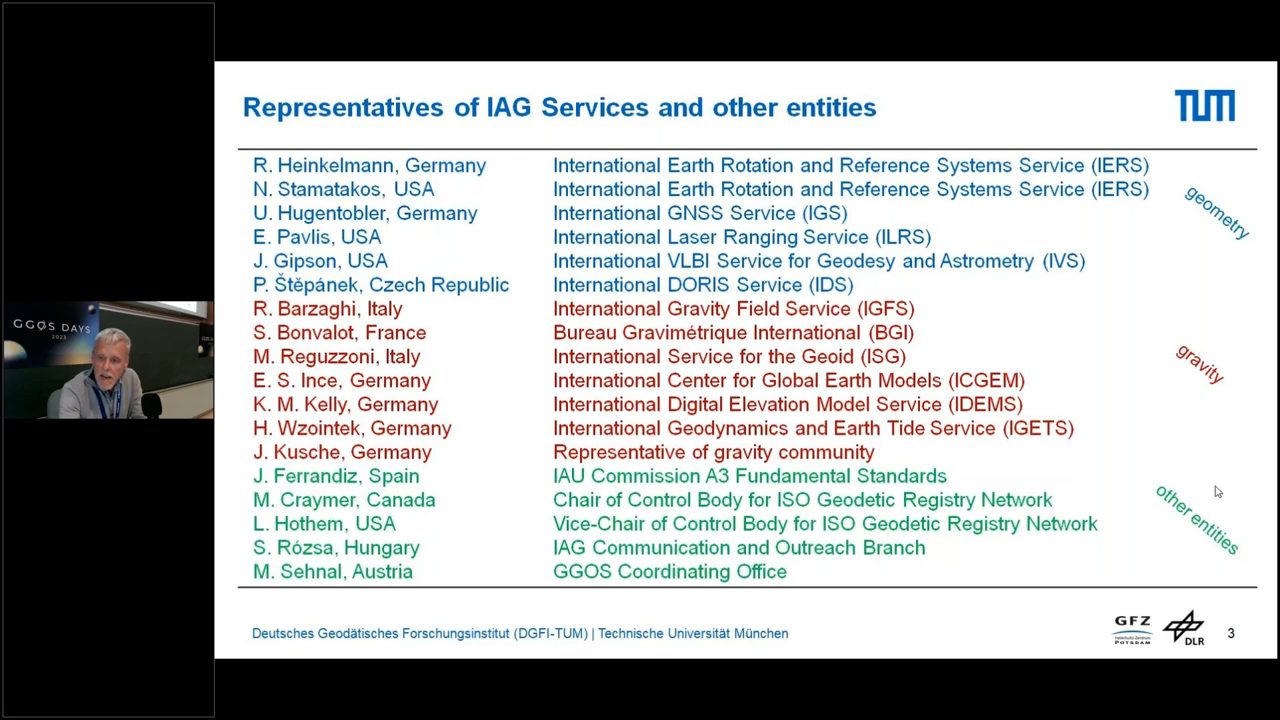 Representatives of IAG Services and other entities
TUM
R. Heinkelmann, Germany International Earth Rotation and Reference Systems Service (IERS)
N. Stamatakos, USA International Earth Rotation and Reference Systems Service (IERS)
U. Hugentobler, Germany International GNSS Service (IGS)
E. Pavlis, USA International Laser Ranging Service (ILRS)
J. Gipson, USA International VLBI Service for Geodesy and Astrometry (IVS)
P. Štěpánek, Czech Republic International DORIS Service (IDS)
geometry
R. Barzaghi, Italy International Gravity Field Service (IGFS)
S. Bonvalot, France Bureau Gravimétrique International (BGI)
M. Reguzzoni, Italy International Service for the Geoid (ISG)
E. S. Ince, Germany International Center for Global Earth Models (ICGEM)
K. M. Kelly, Germany International Digital Elevation Model Service (IDEMS)
H. Wzointek, Germany International Geodynamics and Earth Tide Service (IGETS)
J. Kusche, Germany Representative of gravity community
gravity
J. Ferrandiz, Spain IAU Commission A3 Fundamental Standards
M. Craymer, Canada Chair of Control Body for ISO Geodetic Registry Network
L. Hothem, USA Vice-Chair of Control Body for ISO Geodetic Registry Network
S. Rózsa, Hungary IAG Communication and Outreach Branch
M. Sehnal, Austria GGOS Coordinating Office
other entities
Deutsches Geodätisches Forschungsinstitut (DGFI-TUM) | Technische Universität München
GFZ
Helmholtz Zentrum
POTSDAM
DLR
3
GGOS DAYS
2023